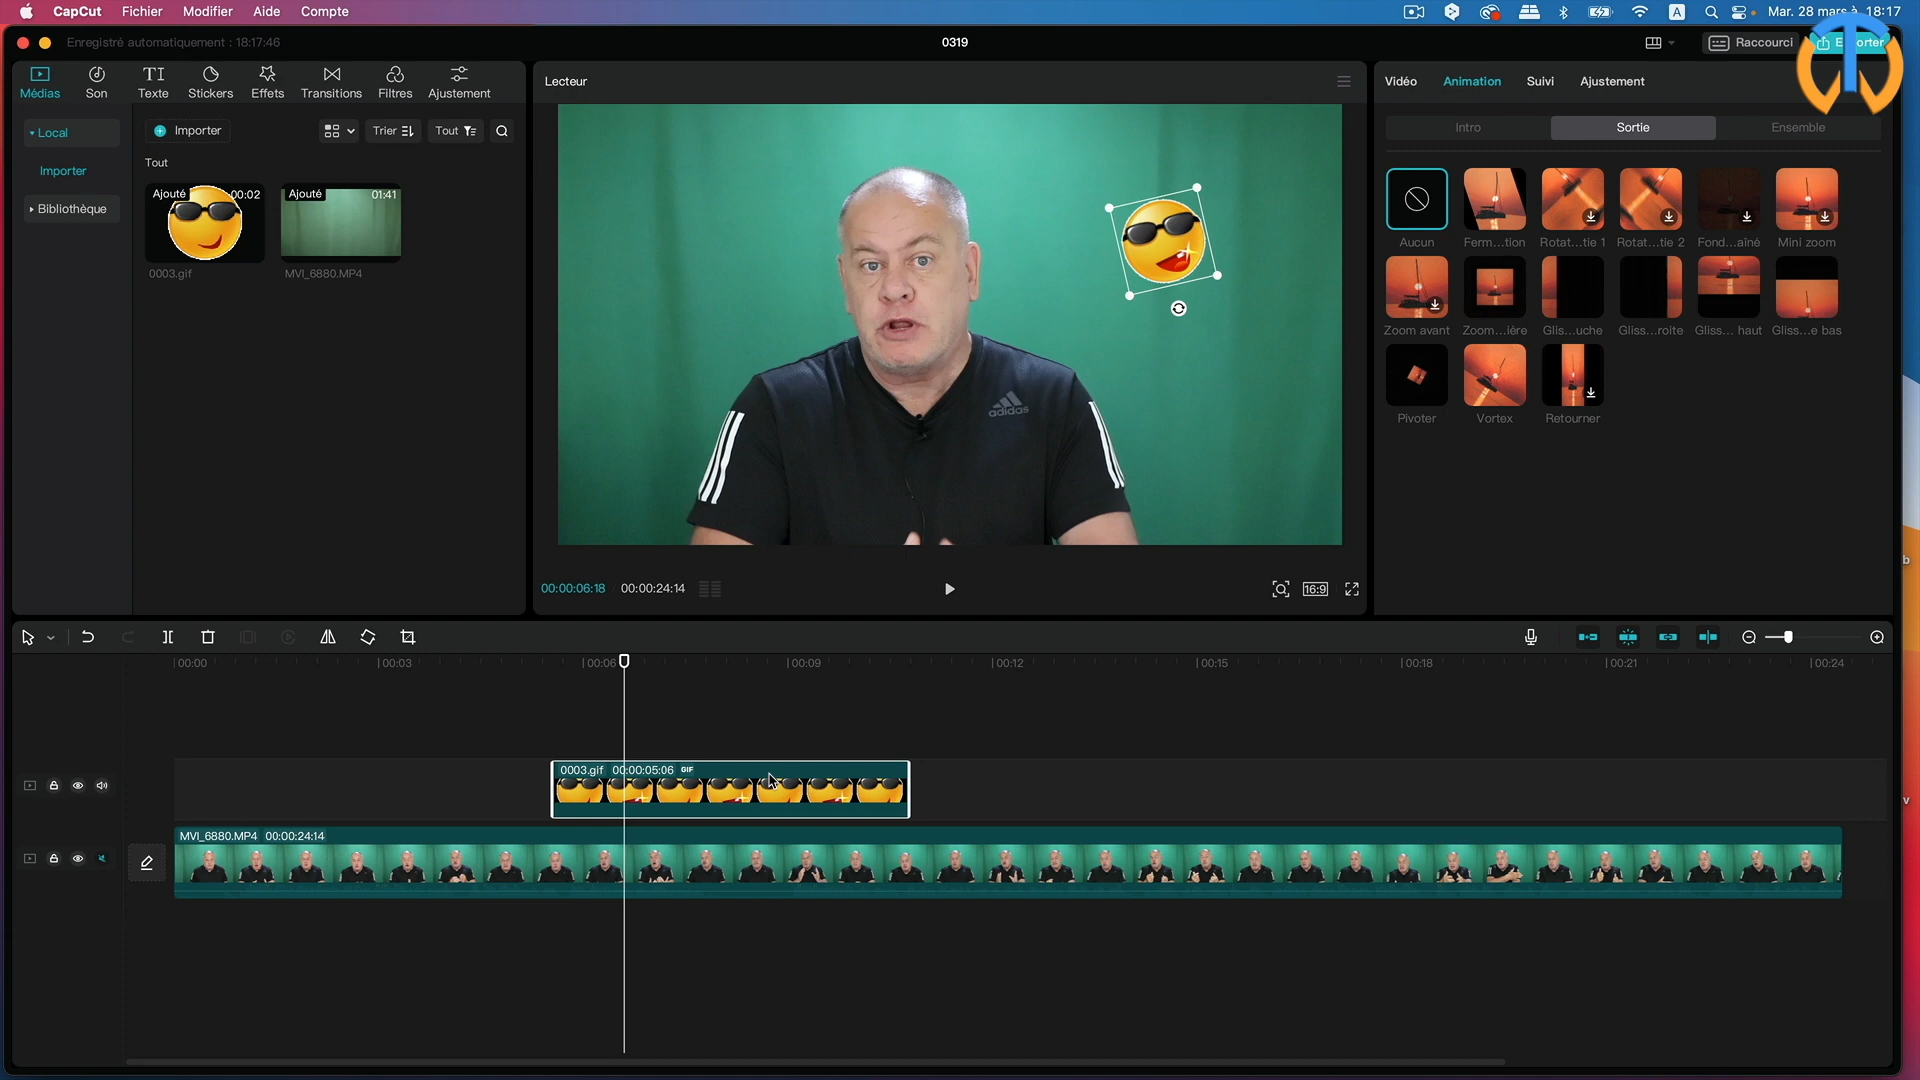 CapCut Fichier Modifier Aide Compte
A Mar. 28 mars à 18:17
Enregistré automatiquement : 18:17:46
0319
Raccourci
Médias Son Texte Stickers Effets Transitions Filtres Ajustement
Local
Importer
Bibliothèque
Importer Trier Tout
Tout
Ajouté 00:02
0003.gif
Ajouté 01:41
MVI_6880.MP4
Lecteur
adidas
00:00:06:18 00:00:24:14
16:9
Vidéo Animation Suivi Ajustement
Intro Sortie Ensemble
Aucun Ferm...tion Rotat...tie 1 Rotat...tie 2 Fond...aîné Mini zoom
Zoom avant Zoom...ière Glis...uche Gliss...roite Gliss... haut Gliss...e bas
Pivoter Vortex Retourner
00:00 00:03 00:06 00:09 00:12 00:15 00:18 00:21 00:24
0003.gif 00:00:05:06 GIF
MVI_6880.MP4 00:00:24:14
b
v